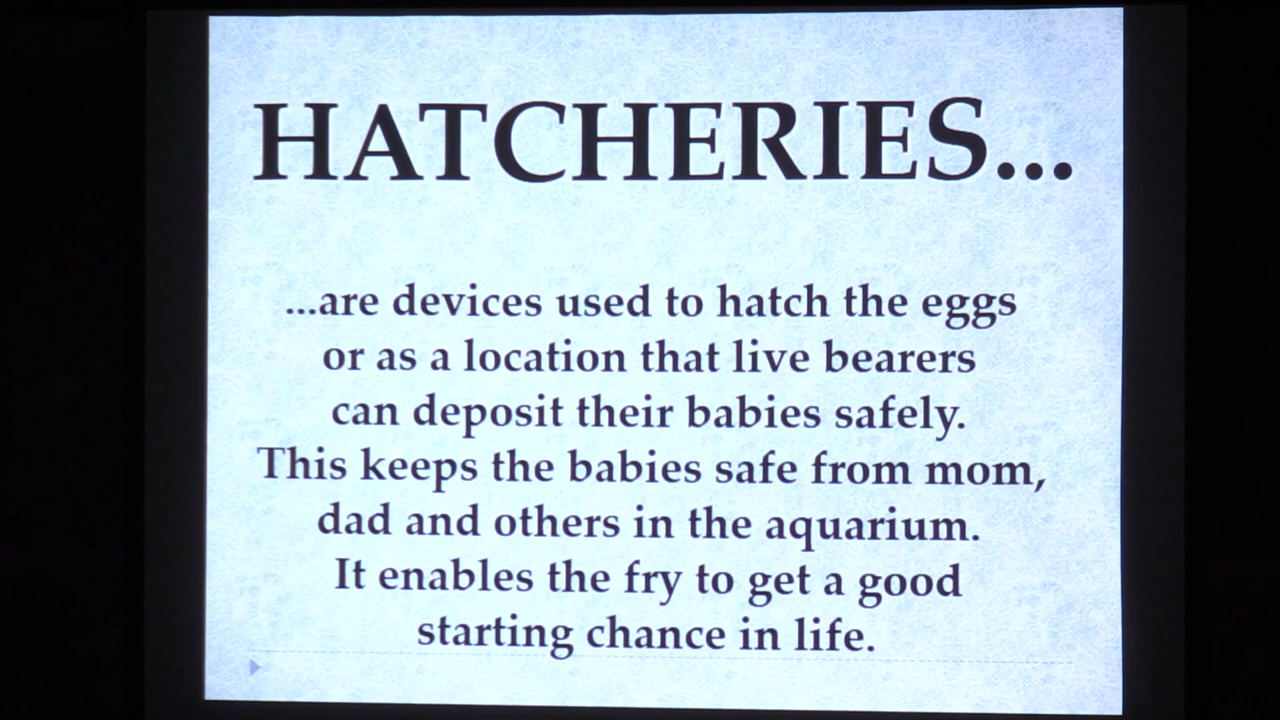 HATCHERIES...
...are devices used to hatch the eggs
or as a location that live bearers
can deposit their babies safely.
This keeps the babies safe from mom,
dad and others in the aquarium.
It enables the fry to get a good
starting chance in life.